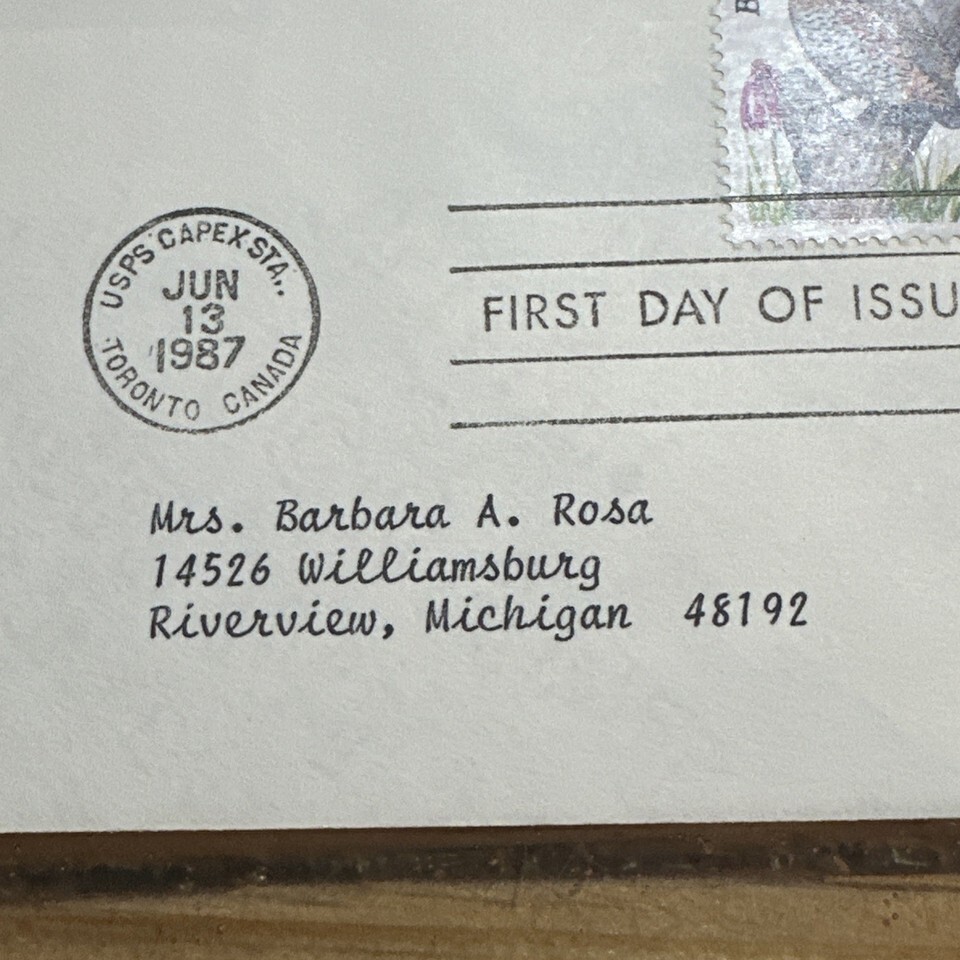 USPS CAPEX STA.,
JUN
13
1987
TORONTO CANADA
FIRST DAY OF ISSU
Mrs. Barbara A. Rosa
14526 Williamsburg
Riverview, Michigan 48192